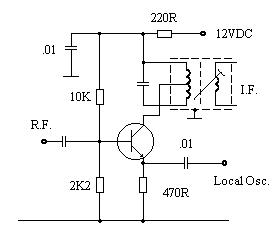 220R
.01
12VDC
10K
I.F.
R.F.
.01
2K2
470R
Local Osc.